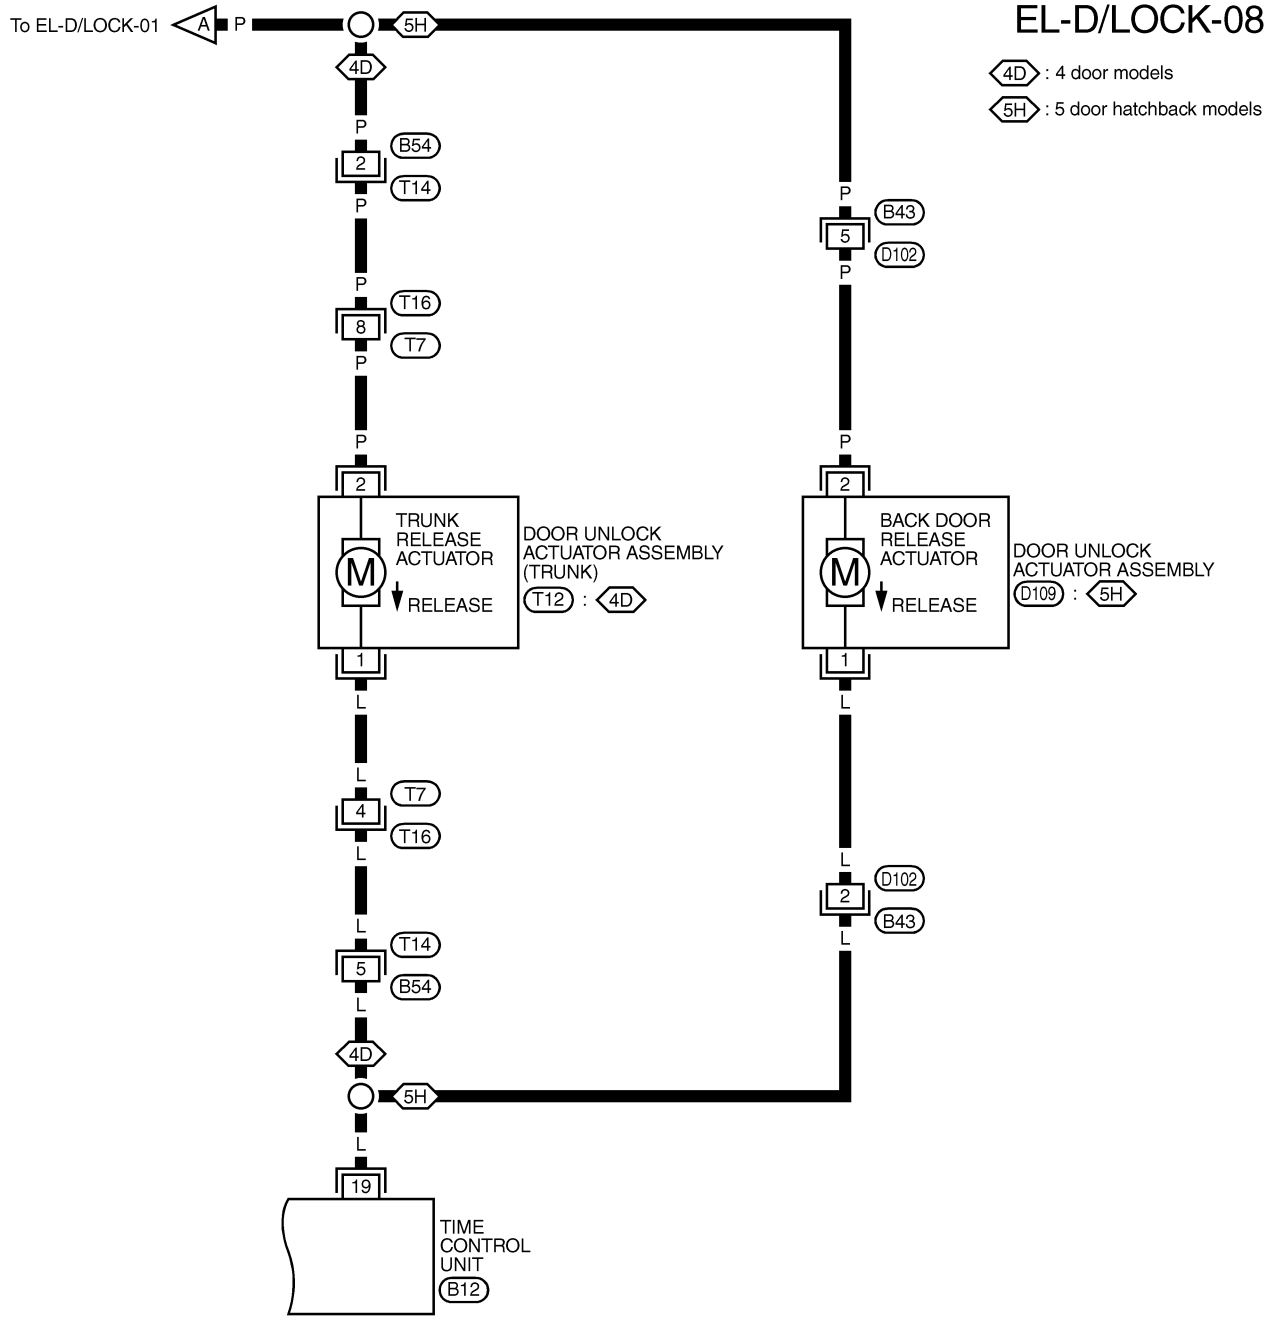 EL-D/LOCK-08
To EL-D/LOCK-01
A
P
5H
4D
4D : 4 door models
5H : 5 door hatchback models
P
2
B54
T14
P
P
5
B43
D102
P
P
8
T16
T7
P
P
2
TRUNK
RELEASE
ACTUATOR
M
RELEASE
1
DOOR UNLOCK
ACTUATOR ASSEMBLY
(TRUNK)
T12 : 4D
P
2
BACK DOOR
RELEASE
ACTUATOR
M
RELEASE
1
DOOR UNLOCK
ACTUATOR ASSEMBLY
D109 : 5H
L
L
L
4
T7
T16
L
L
2
D102
B43
L
L
5
T14
B54
L
4D
5H
L
19
TIME
CONTROL
UNIT
B12